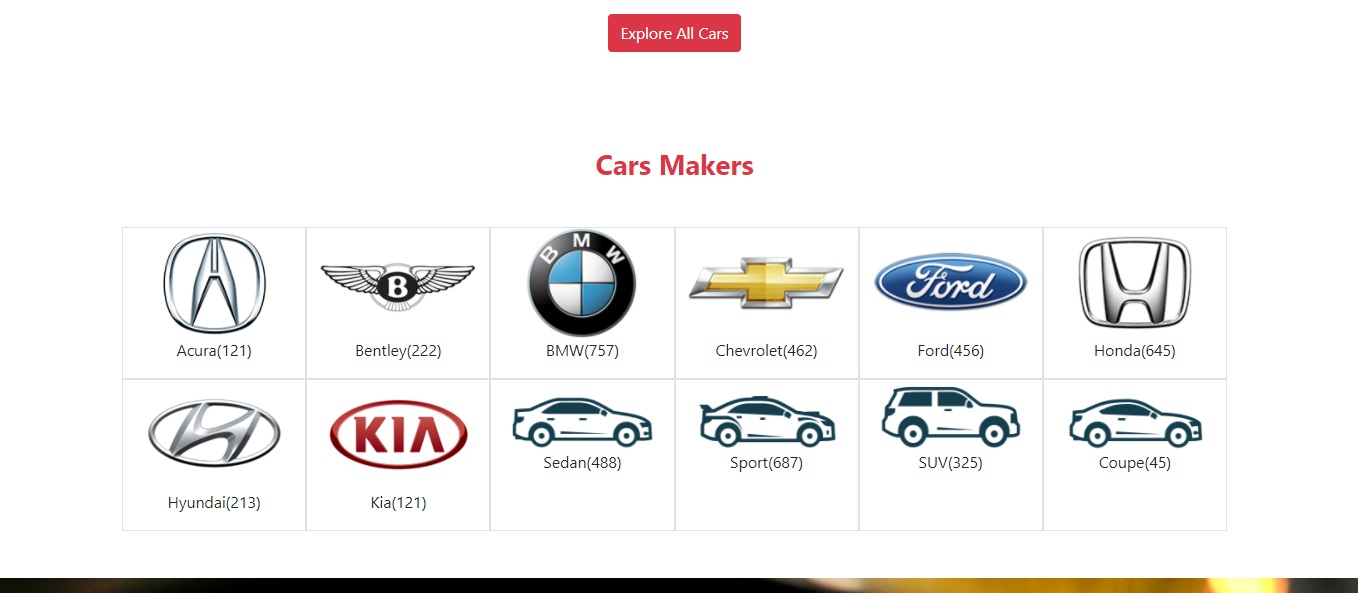 Explore All Cars
Cars Makers
BMW
Ford
B
Acura(121)
Bentley(222)
BMW(757)
Chevrolet(462)
Ford(456)
Honda(645)
KIA
Sedan(488)
Sport(687)
SUV(325)
Coupe(45)
Hyundai(213)
Kia(121)